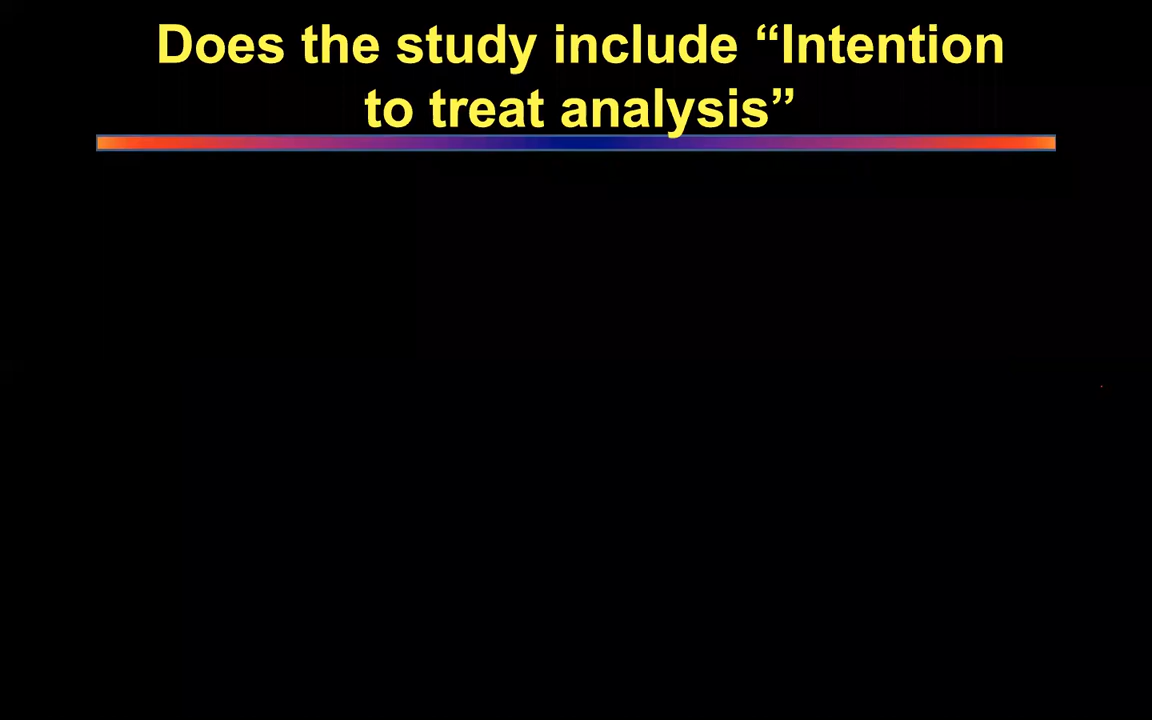 Does the study include “Intention
to treat analysis”